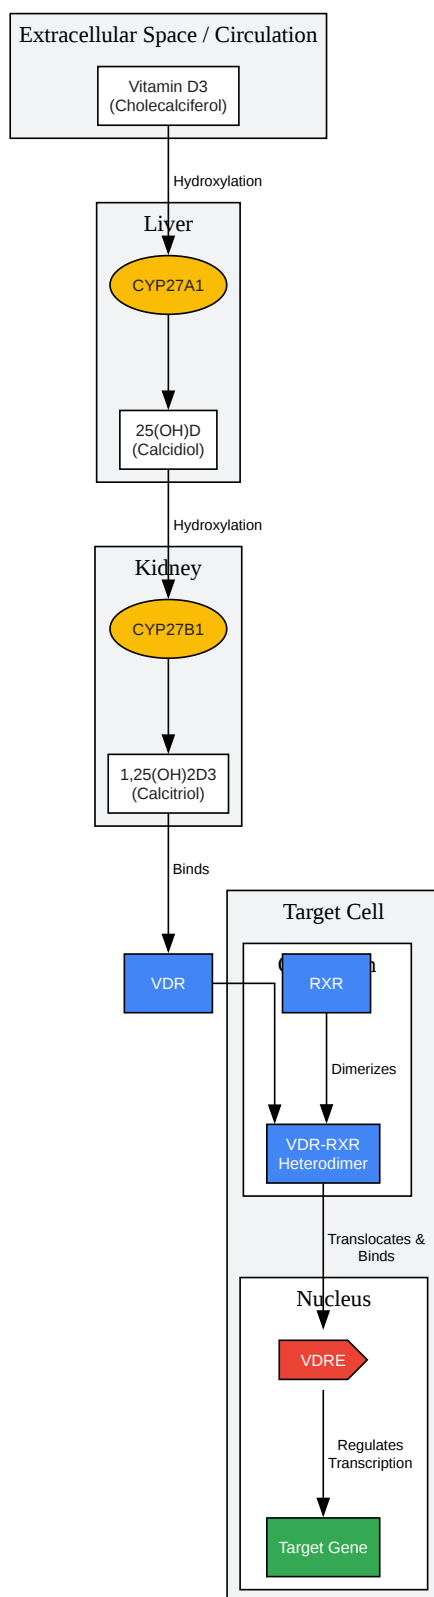 Extracellular Space / Circulation
Vitamin D3
(Cholecalciferol)
Hydroxylation
Liver
CYP27A1
25(OH)D
(Calcidiol)
Hydroxylation
Kidney
CYP27B1
1,25(OH)2D3
(Calcitriol)
Binds
Target Cell
VDR
RXR
Dimerizes
VDR-RXR
Heterodimer
Translocates &
Binds
Nucleus
VDRE
Regulates
Transcription
Target Gene